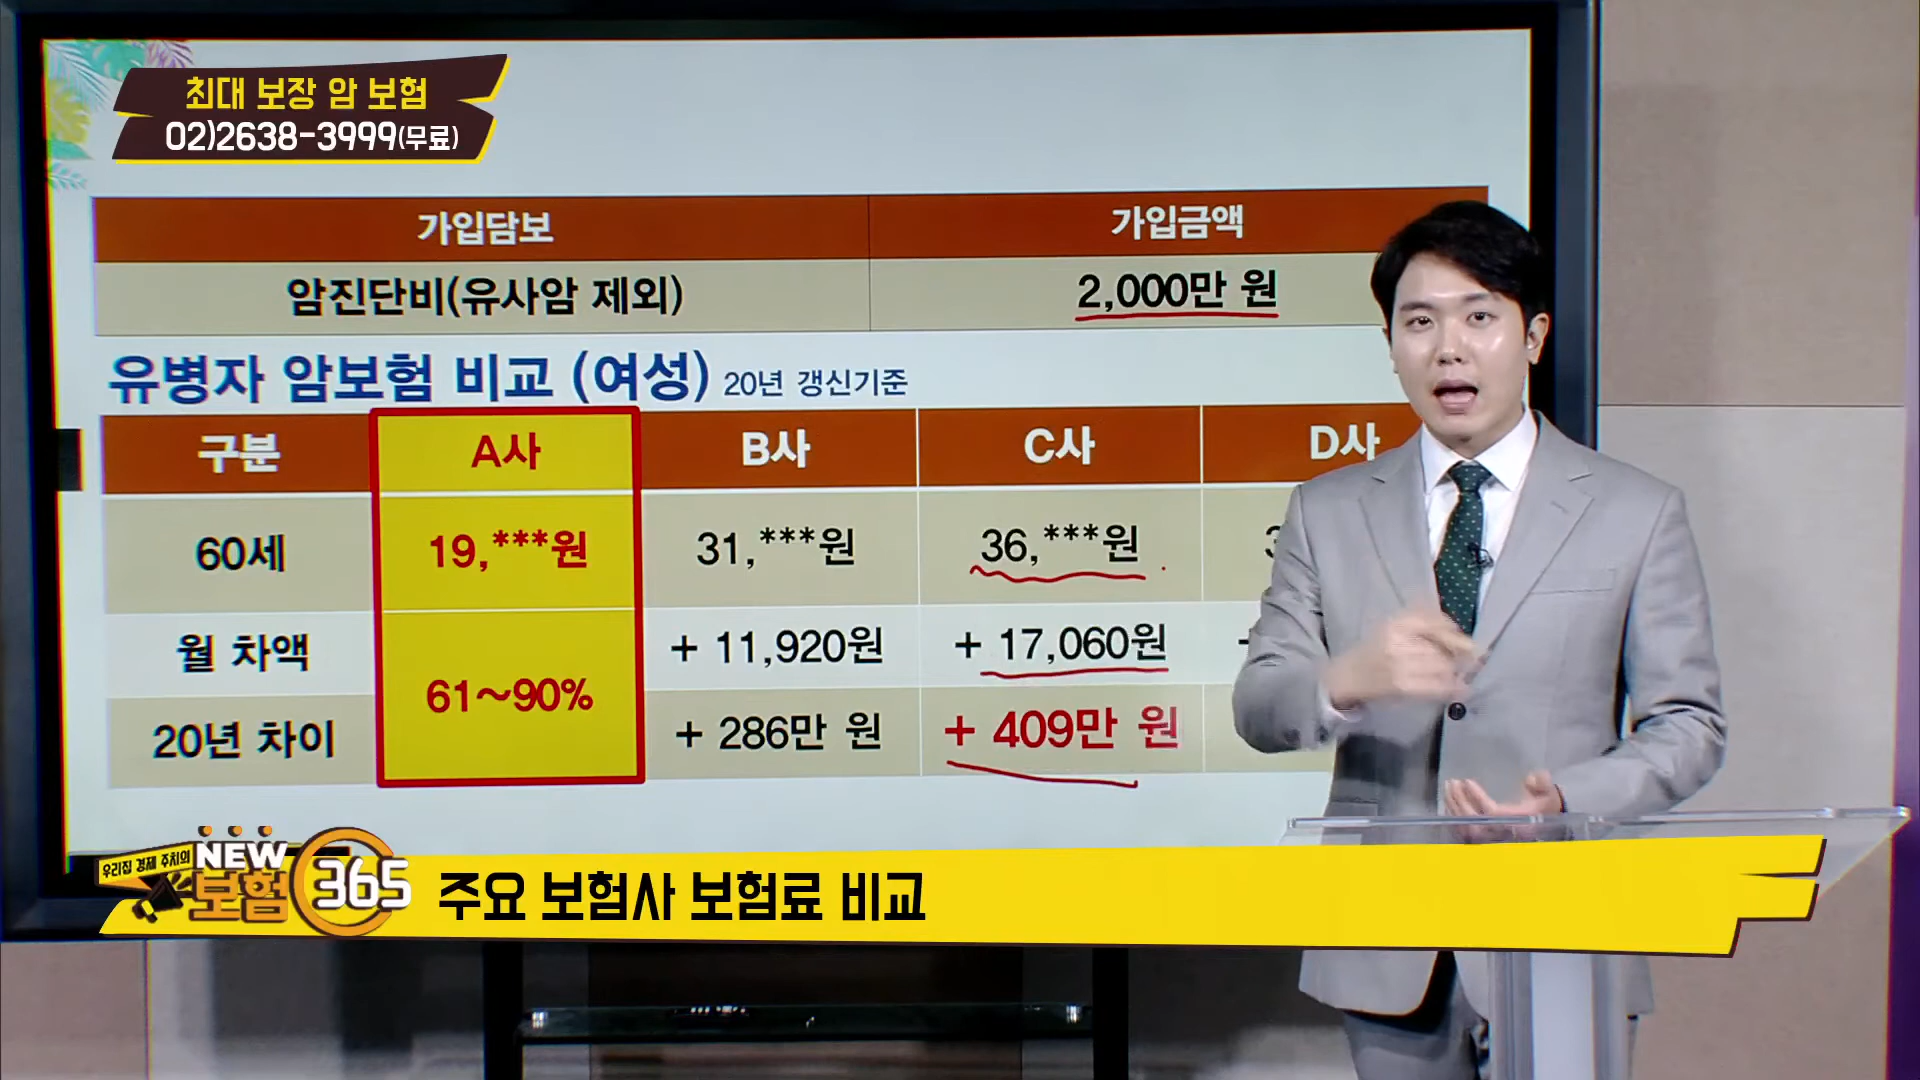 최대 보장 암 보험
02)2638-3999(무료)
가입담보 가입금액
암진단비(유사암 제외) 2,000만 원
유병자 암보험 비교 (여성) 20년 갱신기준
구분 A사 B사 C사 D사
60세 19,***원 31,***원 36,***원
월 차액 + 11,920원 + 17,060원
61~90%
20년 차이 + 286만 원 + 409만 원
우리집 경제 주치의
NEW
보험 365
주요 보험사 보험료 비교